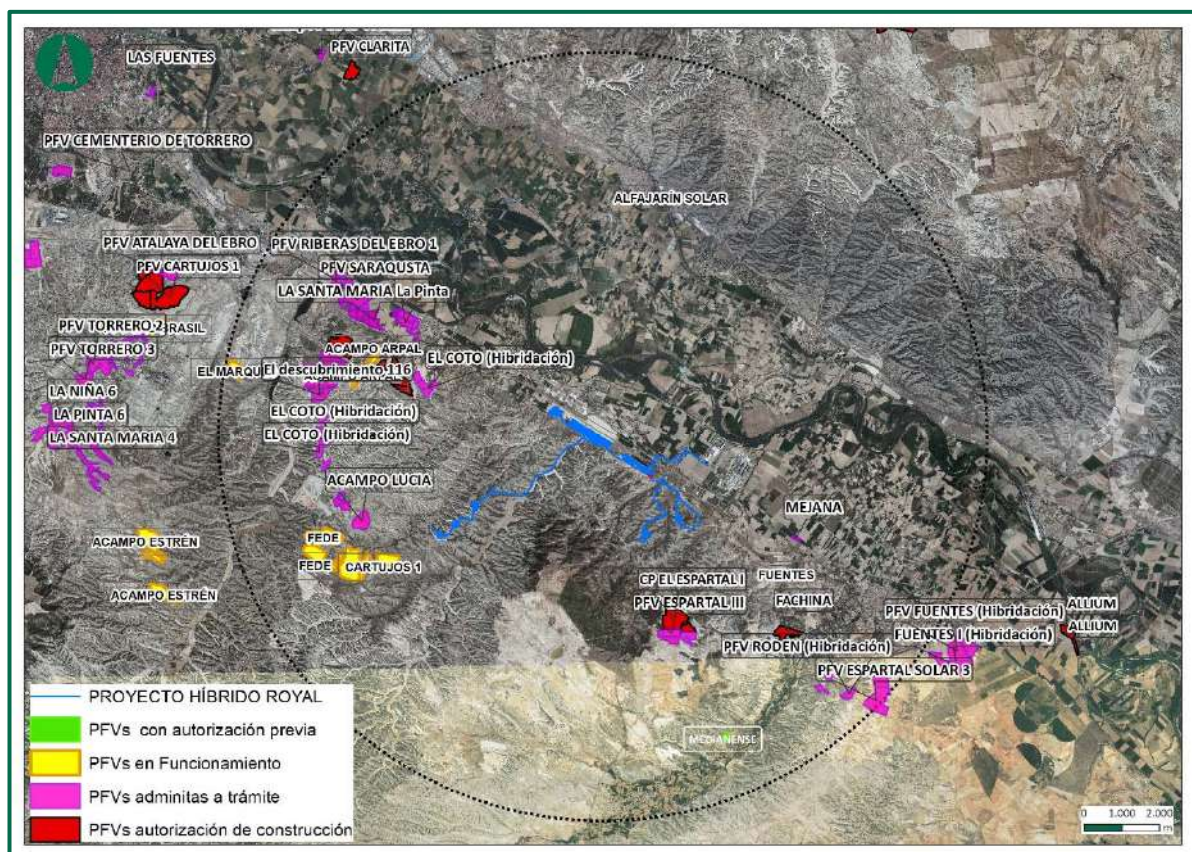 PFV CLARITA
LAS FUENTES
PFV CEMENTERIO DE TORRERO
ALFAJARÍN SOLAR
PFV ATALAYA DEL EBRO
PFV RIBERAS DEL EBRO 1
PFV CARTUJOS 1
PFV SARAQUSTA
LA SANTA MARIA La Pinta
PFV TORRERO 2
BRASIL
PFV TORRERO 3
ACAMPO ARPAL
EL COTO (Hibridación)
EL MARQU
El descubrimiento 116
LA NIÑA 6
LA PINTA 6
EL COTO (Hibridación)
LA SANTA MARIA 4
EL COTO (Hibridación)
ACAMPO LUCIA
MEJANA
ACAMPO ESTRÉN
FEDE
FEDE
CARTUJOS 1
ACAMPO ESTRÉN
CP EL ESPARTAL I
FUENTES
PFV ESPARTAL III
FACHINA
PFV FUENTES (Hibridación)
ALLIUM
ALLIUM
FUENTES I (Hibridación)
PFV RODEN (Hibridación)
PFV ESPARTAL SOLAR 3
MEDIANENSE
PROYECTO HÍBRIDO ROYAL
PFVs con autorización previa
PFVs en Funcionamiento
PFVs adminitas a trámite
PFVs autorización de construcción
0 1.000 2.000
m